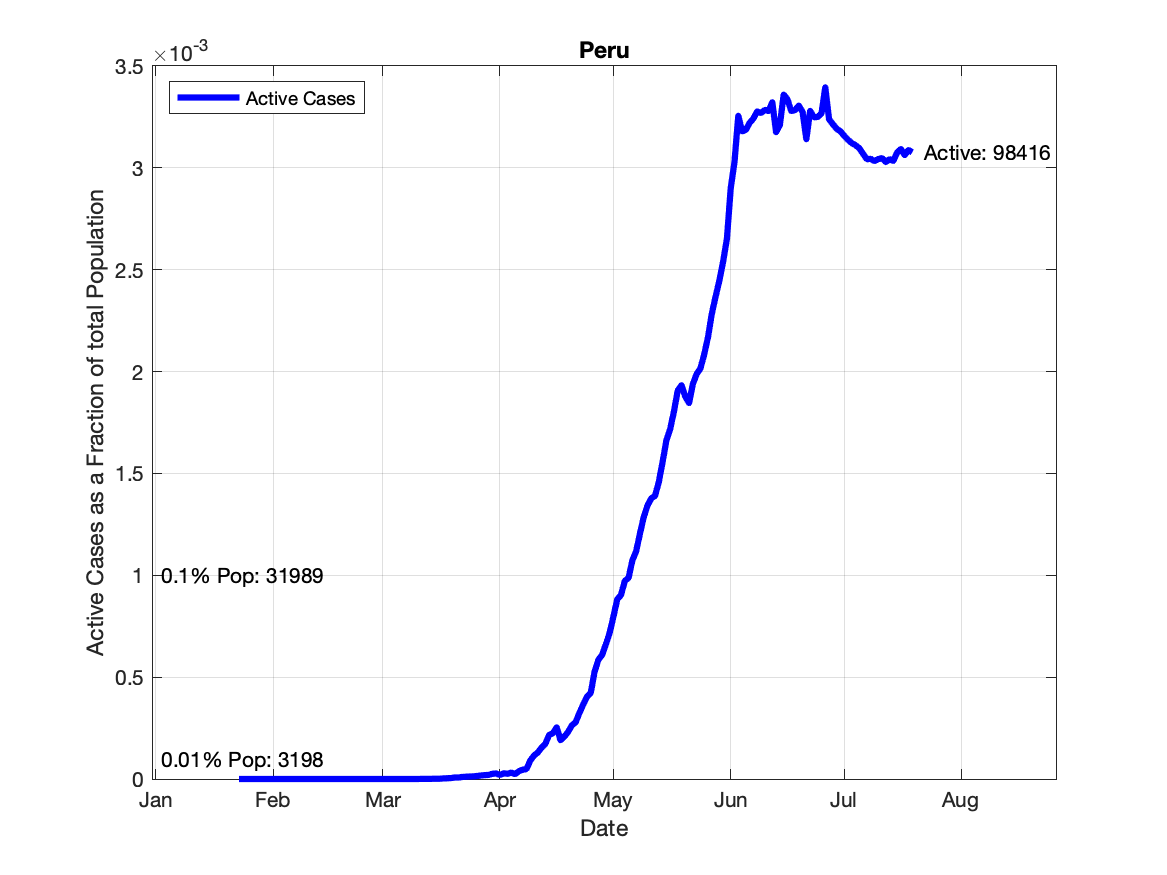 Peru
×10-3
3.5
3
2.5
2
1.5
1
0.5
0
Active Cases as a Fraction of total Population
Active Cases
Active: 98416
0.1% Pop: 31989
0.01% Pop: 3198
Jan Feb Mar Apr May Jun Jul Aug
Date